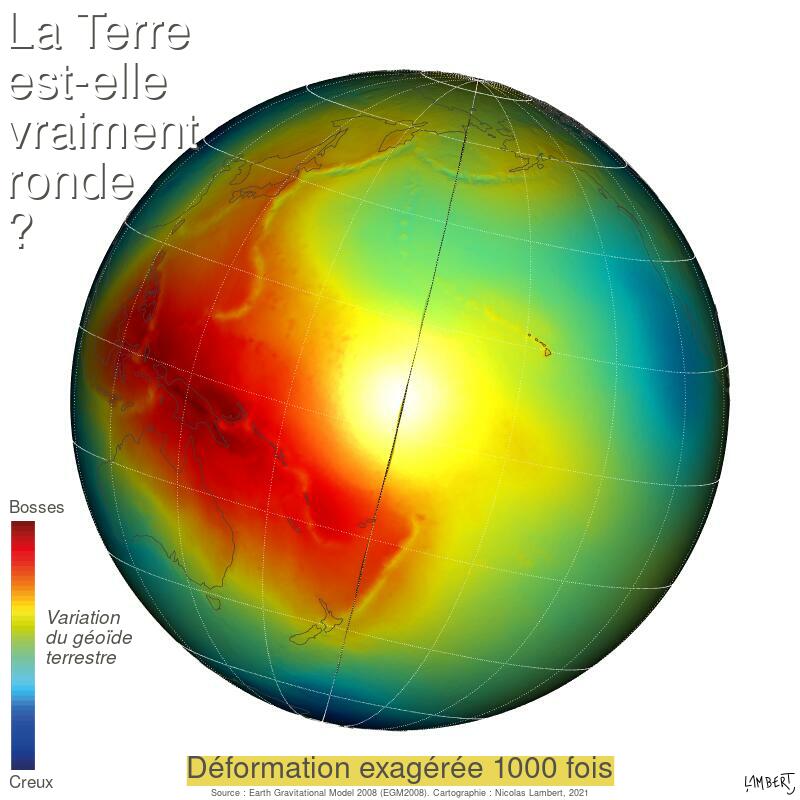 La Terre
est-elle
vraiment
ronde
?
Bosses
Variation
du géoïde
terrestre
Creux
Déformation exagérée 1000 fois
Source : Earth Gravitational Model 2008 (EGM2008). Cartographie : Nicolas Lambert, 2021
LAMBERT